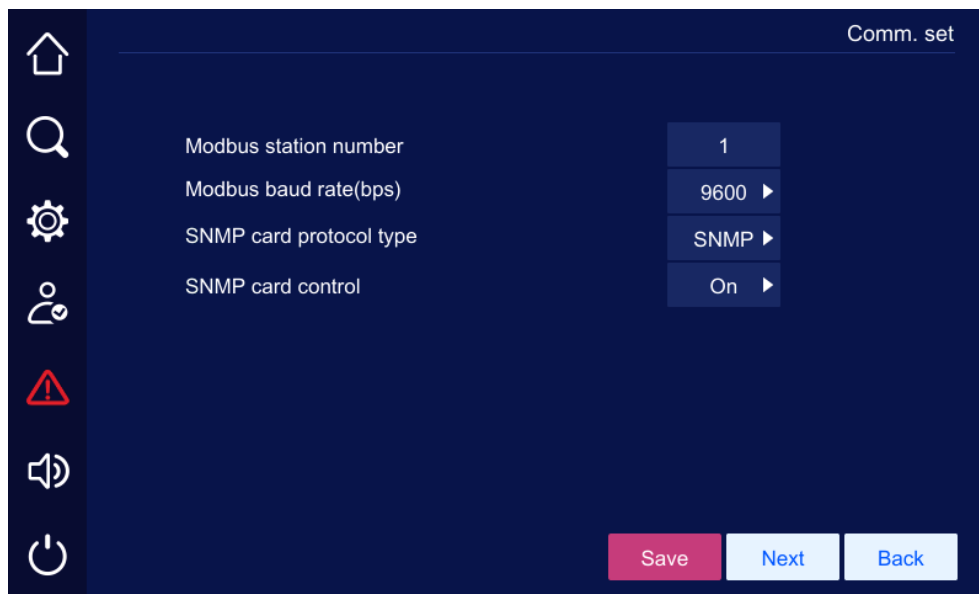 Comm. set
Modbus station number 1
Modbus baud rate(bps) 9600
SNMP card protocol type SNMP
SNMP card control On
Save Next Back